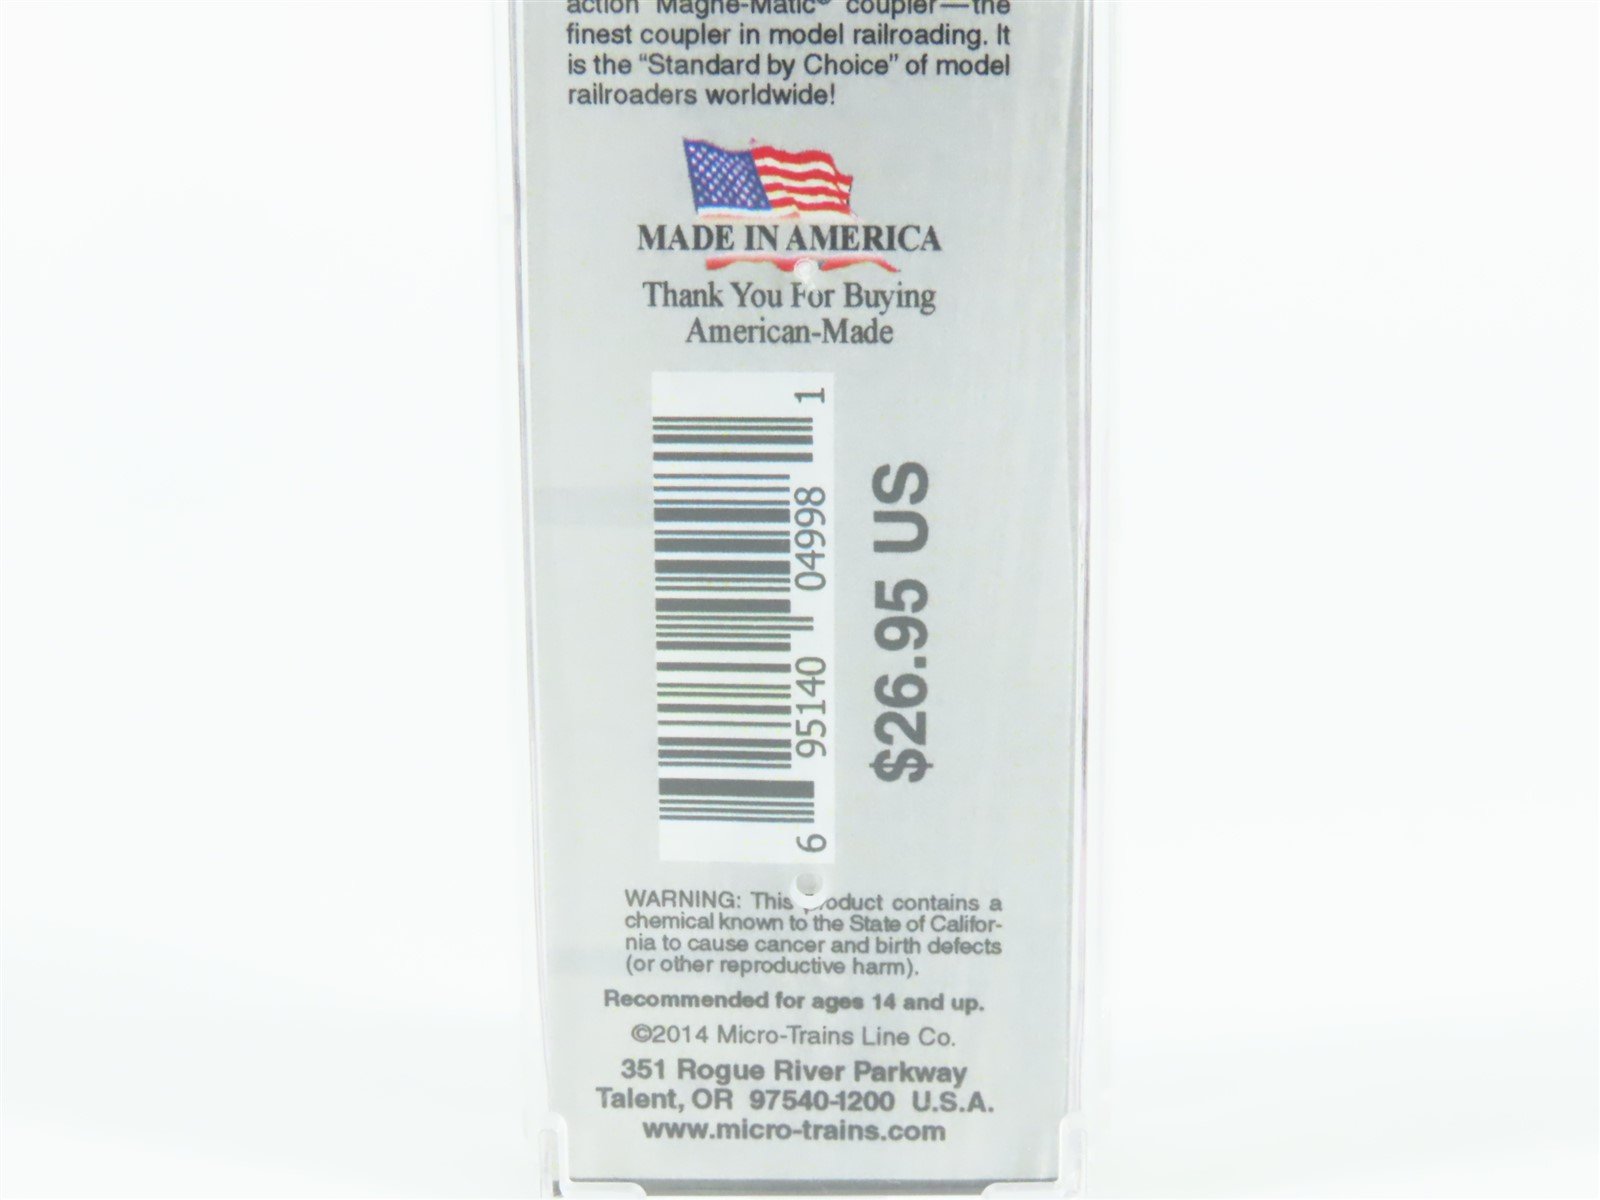 action Magne-Matic® coupler—the
finest coupler in model railroading. It
is the “Standard by Choice” of model
railroaders worldwide!
MADE IN AMERICA
Thank You For Buying
American-Made
6 95140 04998 1
$26.95 US
WARNING: This product contains a
chemical known to the State of Califor-
nia to cause cancer and birth defects
(or other reproductive harm).
Recommended for ages 14 and up.
©2014 Micro-Trains Line Co.
351 Rogue River Parkway
Talent, OR 97540-1200 U.S.A.
www.micro-trains.com